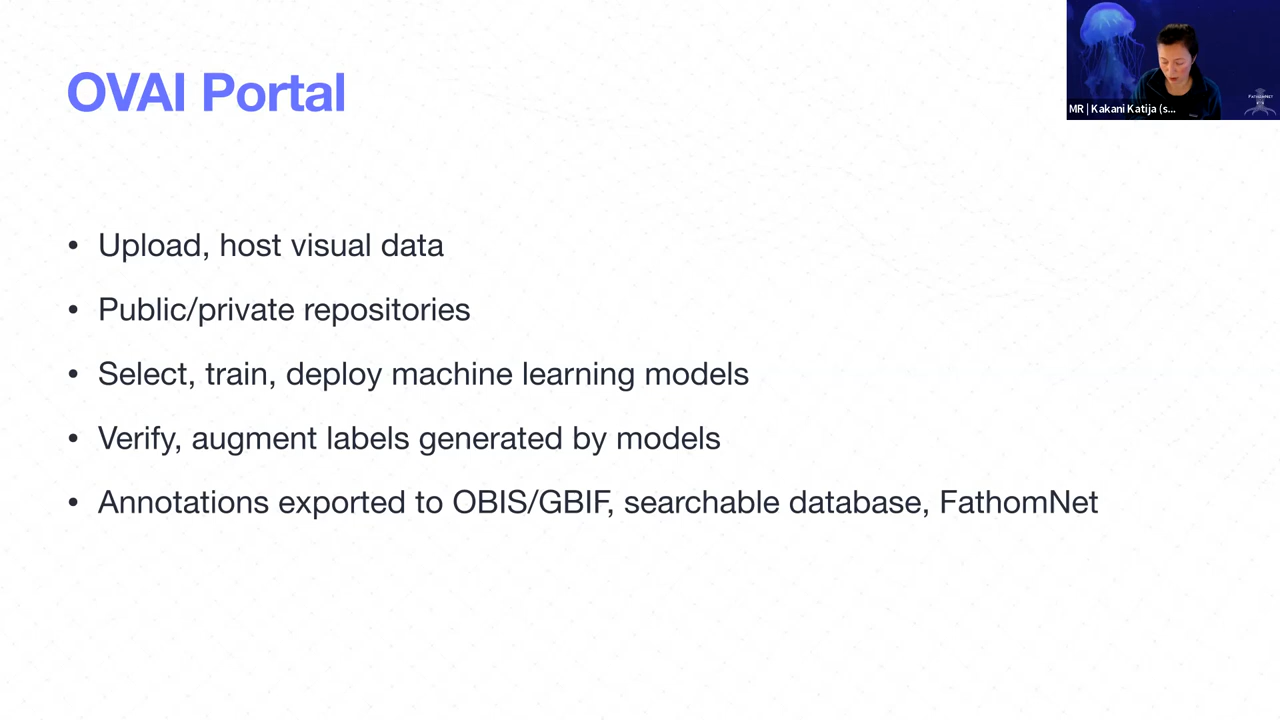 OVAI Portal
MR | Kakani Katija (s...
FATHOMNET
• Upload, host visual data
• Public/private repositories
• Select, train, deploy machine learning models
• Verify, augment labels generated by models
• Annotations exported to OBIS/GBIF, searchable database, FathomNet